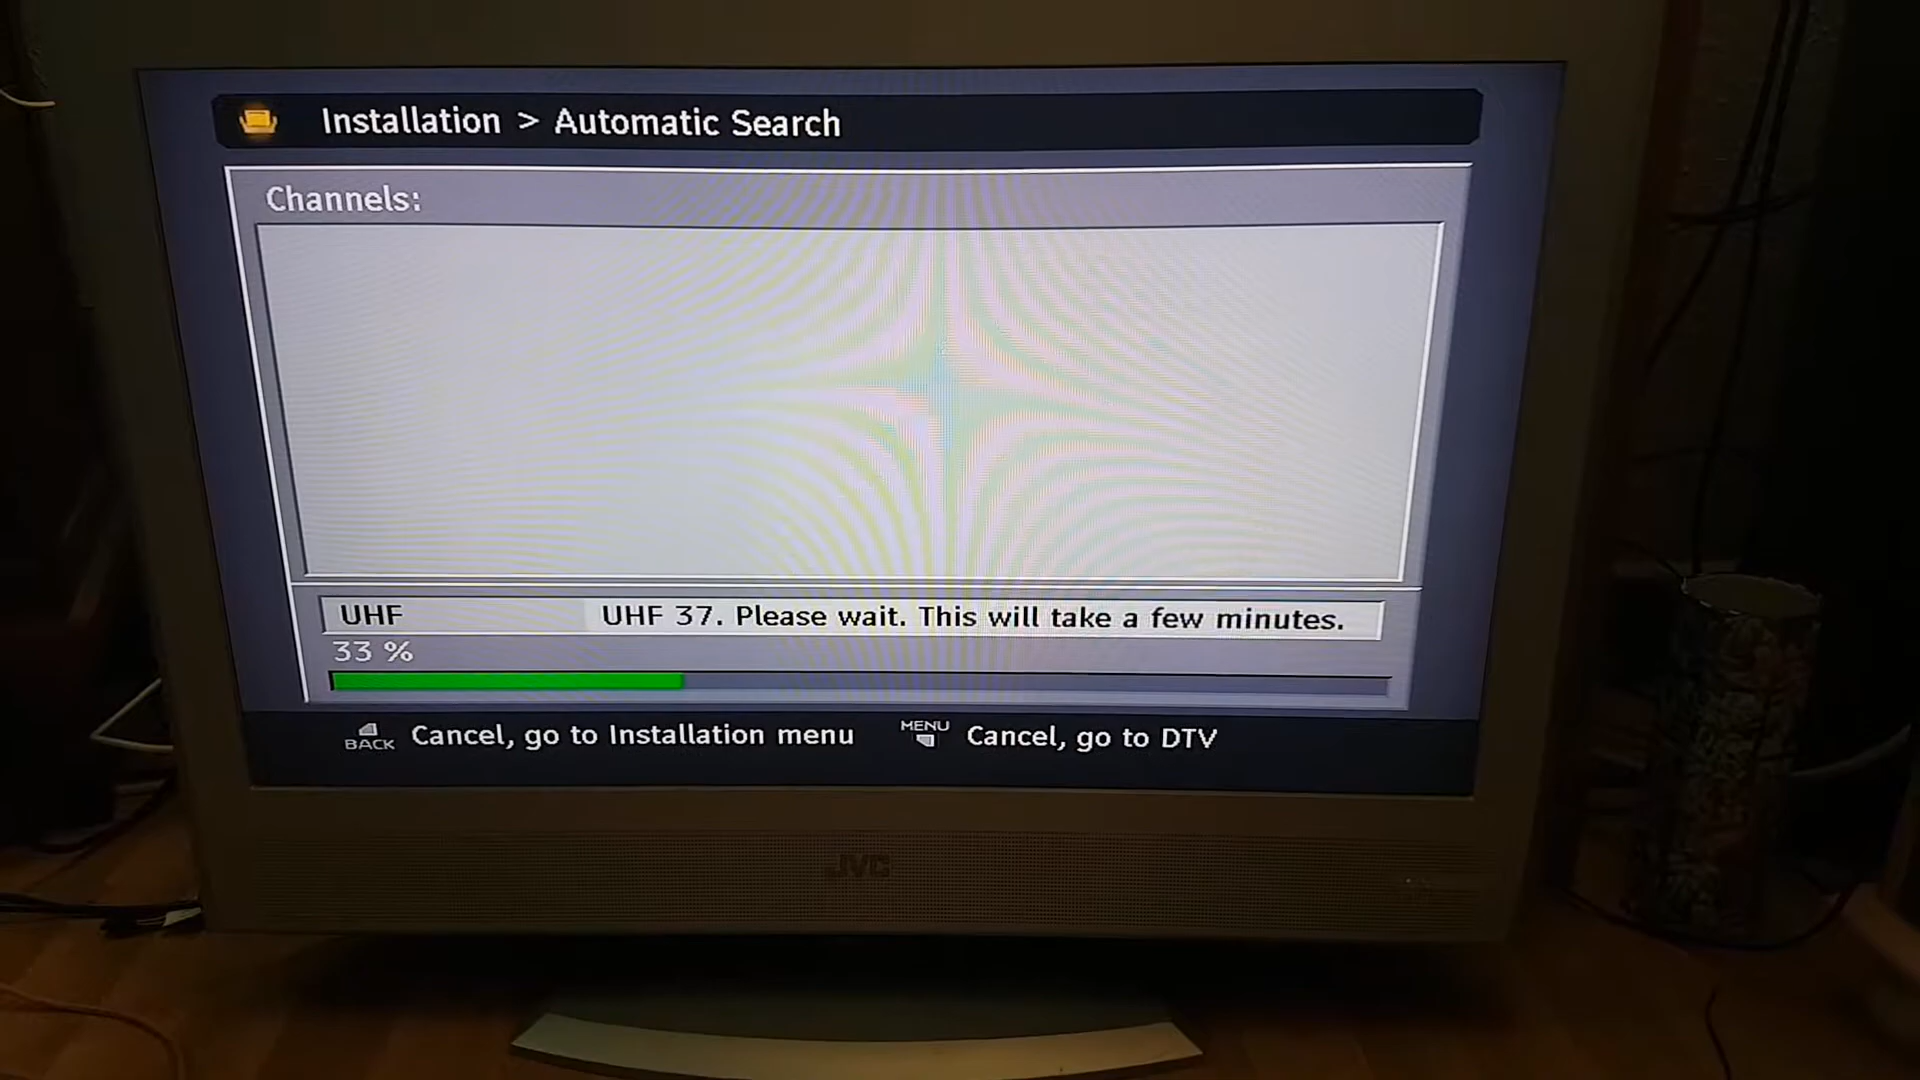 Installation > Automatic Search
Channels:
UHF UHF 37. Please wait. This will take a few minutes.
33 %
BACK Cancel, go to Installation menu MENU Cancel, go to DTV
JVC